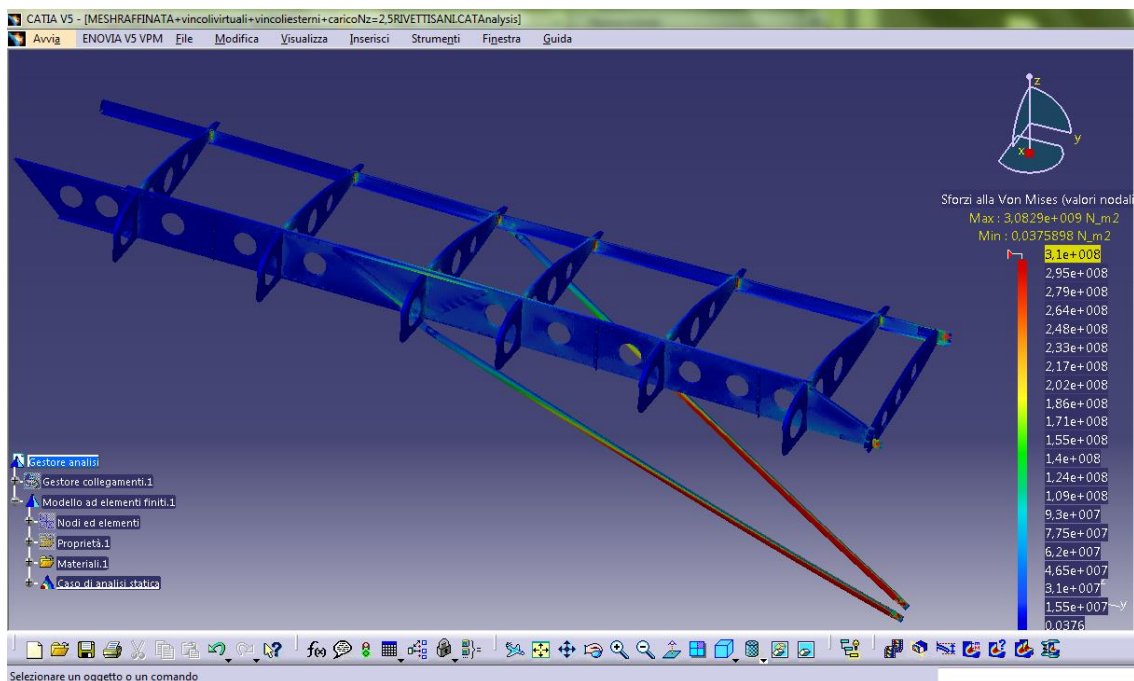 CATIA V5 - [MESHRAFFINATA+vincolivirtuali+vincoliesterni+caricoNz=2,5RIVETTISANI.CATAnalysis]
Avvia ENOVIA V5 VPM File Modifica Visualizza Inserisci Strumenti Finestra Guida
z
y
x
Sforzi alla Von Mises (valori nodali
Max : 3,0829e+009 N_m2
Min : 0,0375898 N_m2
3,1e+008
2,95e+008
2,79e+008
2,64e+008
2,48e+008
2,33e+008
2,17e+008
2,02e+008
1,86e+008
1,71e+008
1,55e+008
1,4e+008
1,24e+008
1,09e+008
9,3e+007
7,75e+007
6,2e+007
4,65e+007
3,1e+007
1,55e+007
y
0,0376
Gestore analisi
Gestore collegamenti.1
Modello ad elementi finiti.1
Nodi ed elementi
Proprietà.1
Materiali.1
Caso di analisi statica
f(x)
Selezionare un oggetto o un comando